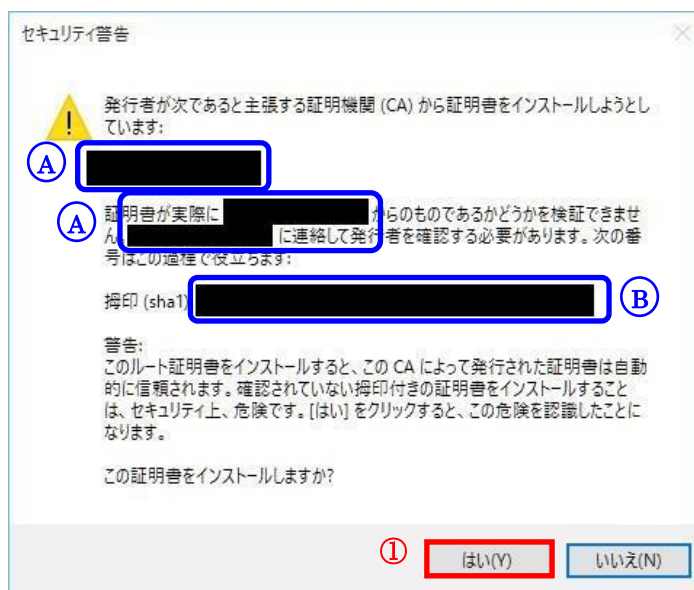 セキュリティ警告
発行者が次であると主張する証明機関 (CA) から証明書をインストールしようとし
ています:
A
A
証明書が実際に からのものであるかどうかを検証できませ
ん。 に連絡して発行者を確認する必要があります。次の番
号はこの過程で役立ちます:
拇印 (sha1)
B
警告:
このルート証明書をインストールすると、この CA によって発行された証明書は自動
的に信頼されます。確認されていない拇印付きの証明書をインストールすること
は、セキュリティ上、危険です。[はい] をクリックすると、この危険を認識したことに
なります。
この証明書をインストールしますか?
① はい(Y) いいえ(N)